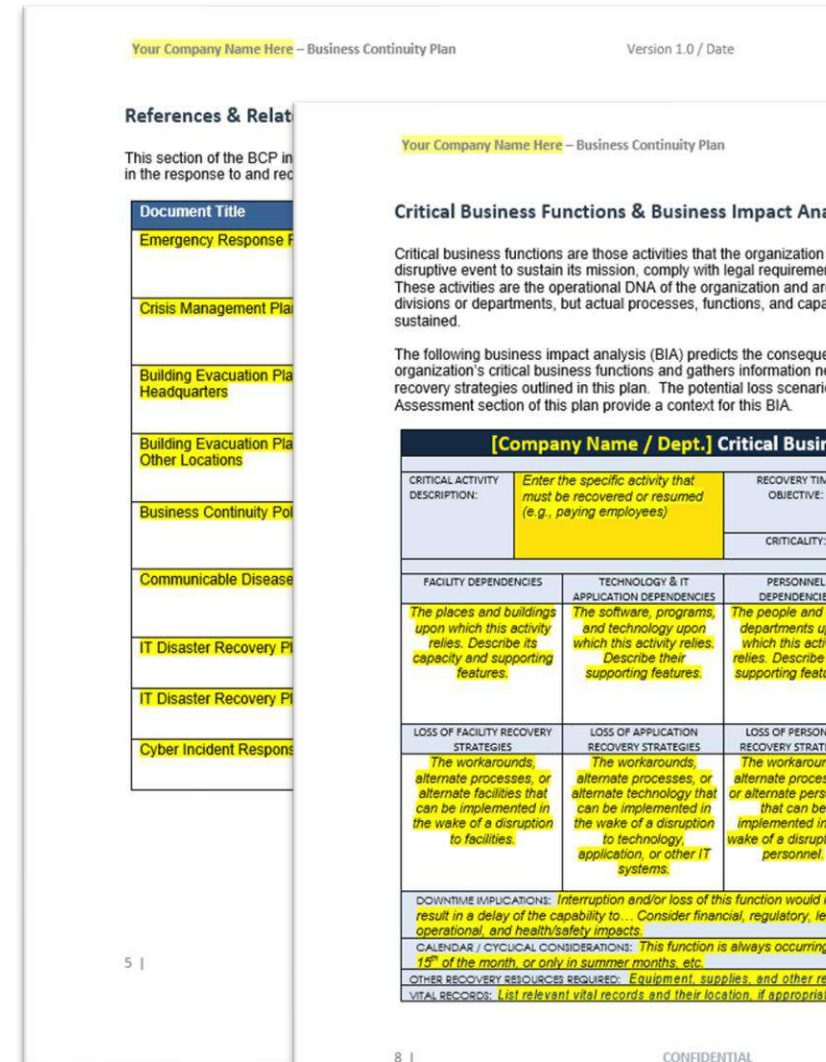 Your Company Name Here – Business Continuity Plan
Version 1.0 / Date
References & Relat
This section of the BCP in
in the response to and rec
Document Title
Emergency Response
Crisis Management Pla
Building Evacuation Pla
Headquarters
Building Evacuation Pla
Other Locations
Business Continuity Pol
Communicable Disease
IT Disaster Recovery Pl
IT Disaster Recovery Pl
Cyber Incident Respons
5 |
Your Company Name Here – Business Continuity Plan
Critical Business Functions & Business Impact Ana
Critical business functions are those activities that the organization
disruptive event to sustain its mission, comply with legal requireme
These activities are the operational DNA of the organization and ar
divisions or departments, but actual processes, functions, and capa
sustained.
The following business impact analysis (BIA) predicts the conseque
organization's critical business functions and gathers information ne
recovery strategies outlined in this plan. The potential loss scenari
Assessment section of this plan provide a context for this BIA.
[Company Name / Dept.] Critical Busin
CRITICAL ACTIVITY
DESCRIPTION:
Enter the specific activity that
must be recovered or resumed
(e.g., paying employees)
RECOVERY TIM
OBJECTIVE:
CRITICALITY:
FACILITY DEPENDENCIES
TECHNOLOGY & IT
APPLICATION DEPENDENCIES
PERSONNEL
DEPENDENCIE
The places and buildings
upon which this activity
relies. Describe its
capacity and supporting
features.
The software, programs,
and technology upon
which this activity relies.
Describe their
supporting features.
The people and
departments u
which this acti
relies. Describe
supporting featu
LOSS OF FACILITY RECOVERY
STRATEGIES
LOSS OF APPLICATION
RECOVERY STRATEGIES
LOSS OF PERSON
RECOVERY STRAT
The workarounds,
alternate processes, or
alternate facilities that
can be implemented in
the wake of a disruption
to facilities.
The workarounds,
alternate processes, or
alternate technology that
can be implemented in
the wake of a disruption
to technology,
application, or other IT
systems.
The workaroun
alternate proces
or alternate pers
that can be
implemented in
wake of a disrupt
personnel.
DOWNTIME IMPLICATIONS: Interruption and/or loss of this function would
result in a delay of the capability to… Consider financial, regulatory, le
operational, and health/safety impacts.
CALENDAR / CYCLICAL CONSIDERATIONS: This function is always occurring
15th of the month, or only in summer months, etc.
OTHER RECOVERY RESOURCES REQUIRED: Equipment, supplies, and other re
VITAL RECORDS: List relevant vital records and their location, if appropriat
8 |
CONFIDENTIAL